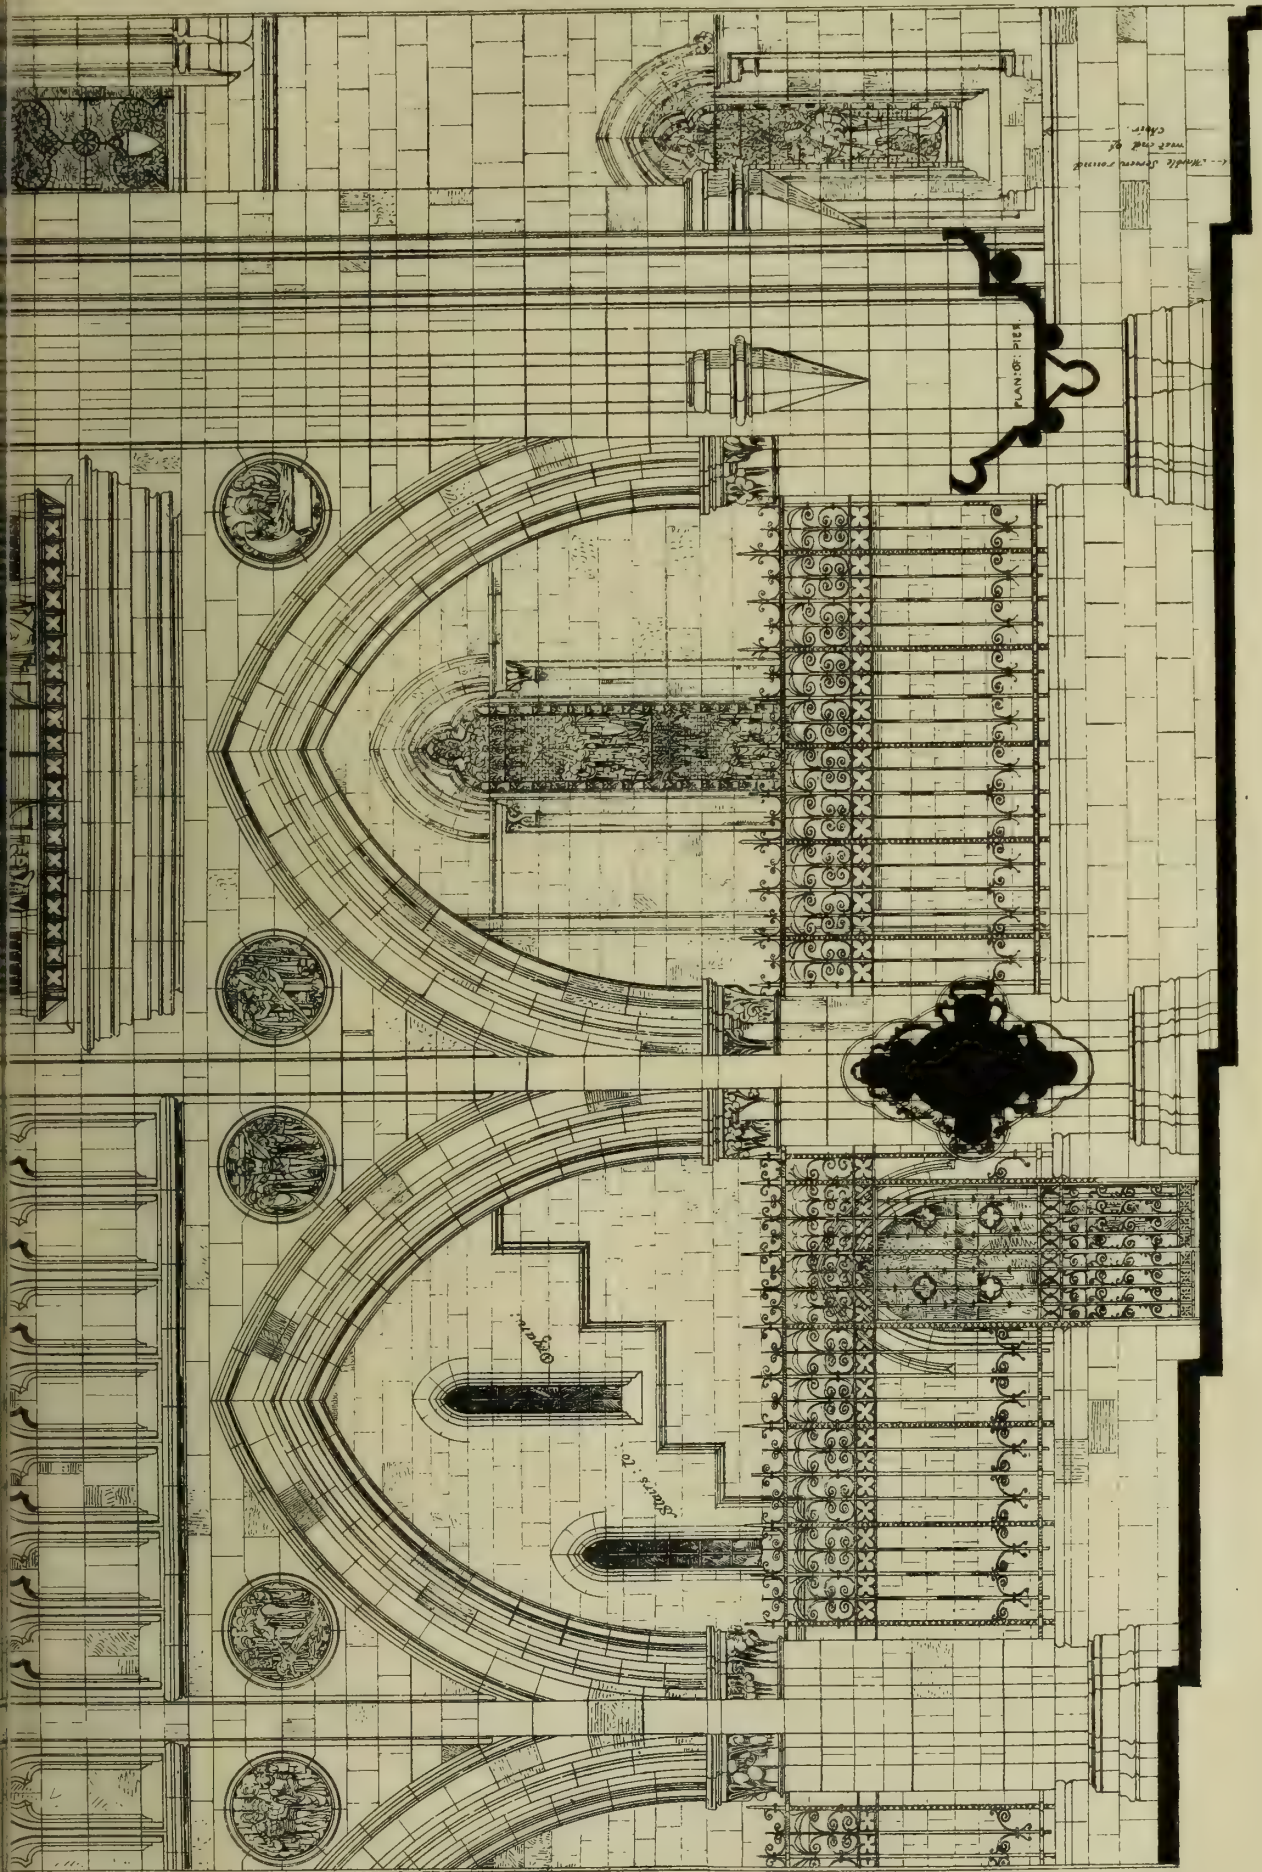 --- Marble Screen round
west end of
Choir.
PLAN: OF: PIER.
Stairs: to
Organ: